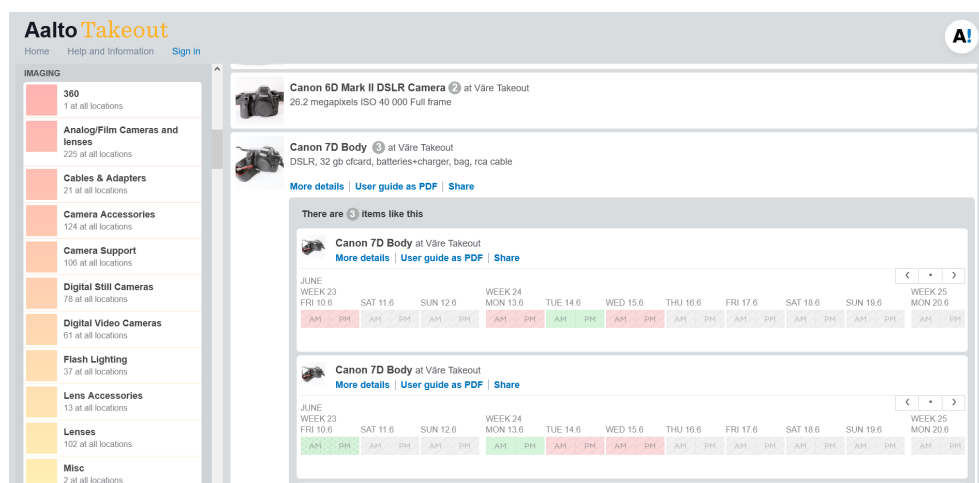 Aalto Takeout
Home Help and Information Sign in
A!
IMAGING
360
1 at all locations
Analog/Film Cameras and
lenses
225 at all locations
Cables & Adapters
21 at all locations
Camera Accessories
124 at all locations
Camera Support
106 at all locations
Digital Still Cameras
78 at all locations
Digital Video Cameras
61 at all locations
Flash Lighting
37 at all locations
Lens Accessories
13 at all locations
Lenses
102 at all locations
Misc
2 at all locations
Canon 6D Mark II DSLR Camera 2 at Väre Takeout
26.2 megapixels ISO 40 000 Full frame
Canon 7D Body 3 at Väre Takeout
DSLR, 32 gb cfcard, batteries+charger, bag, rca cable
More details | User guide as PDF | Share
There are 3 items like this
Canon 7D Body at Väre Takeout
More details | User guide as PDF | Share
JUNE
WEEK 23 WEEK 24 WEEK 25
FRI 10.6 SAT 11.6 SUN 12.6 MON 13.6 TUE 14.6 WED 15.6 THU 16.6 FRI 17.6 SAT 18.6 SUN 19.6 MON 20.6
AM PM AM PM AM PM AM PM AM PM AM PM AM PM AM PM AM PM AM PM AM PM
Canon 7D Body at Väre Takeout
More details | User guide as PDF | Share
JUNE
WEEK 23 WEEK 24 WEEK 25
FRI 10.6 SAT 11.6 SUN 12.6 MON 13.6 TUE 14.6 WED 15.6 THU 16.6 FRI 17.6 SAT 18.6 SUN 19.6 MON 20.6
AM PM AM PM AM PM AM PM AM PM AM PM AM PM AM PM AM PM AM PM AM PM